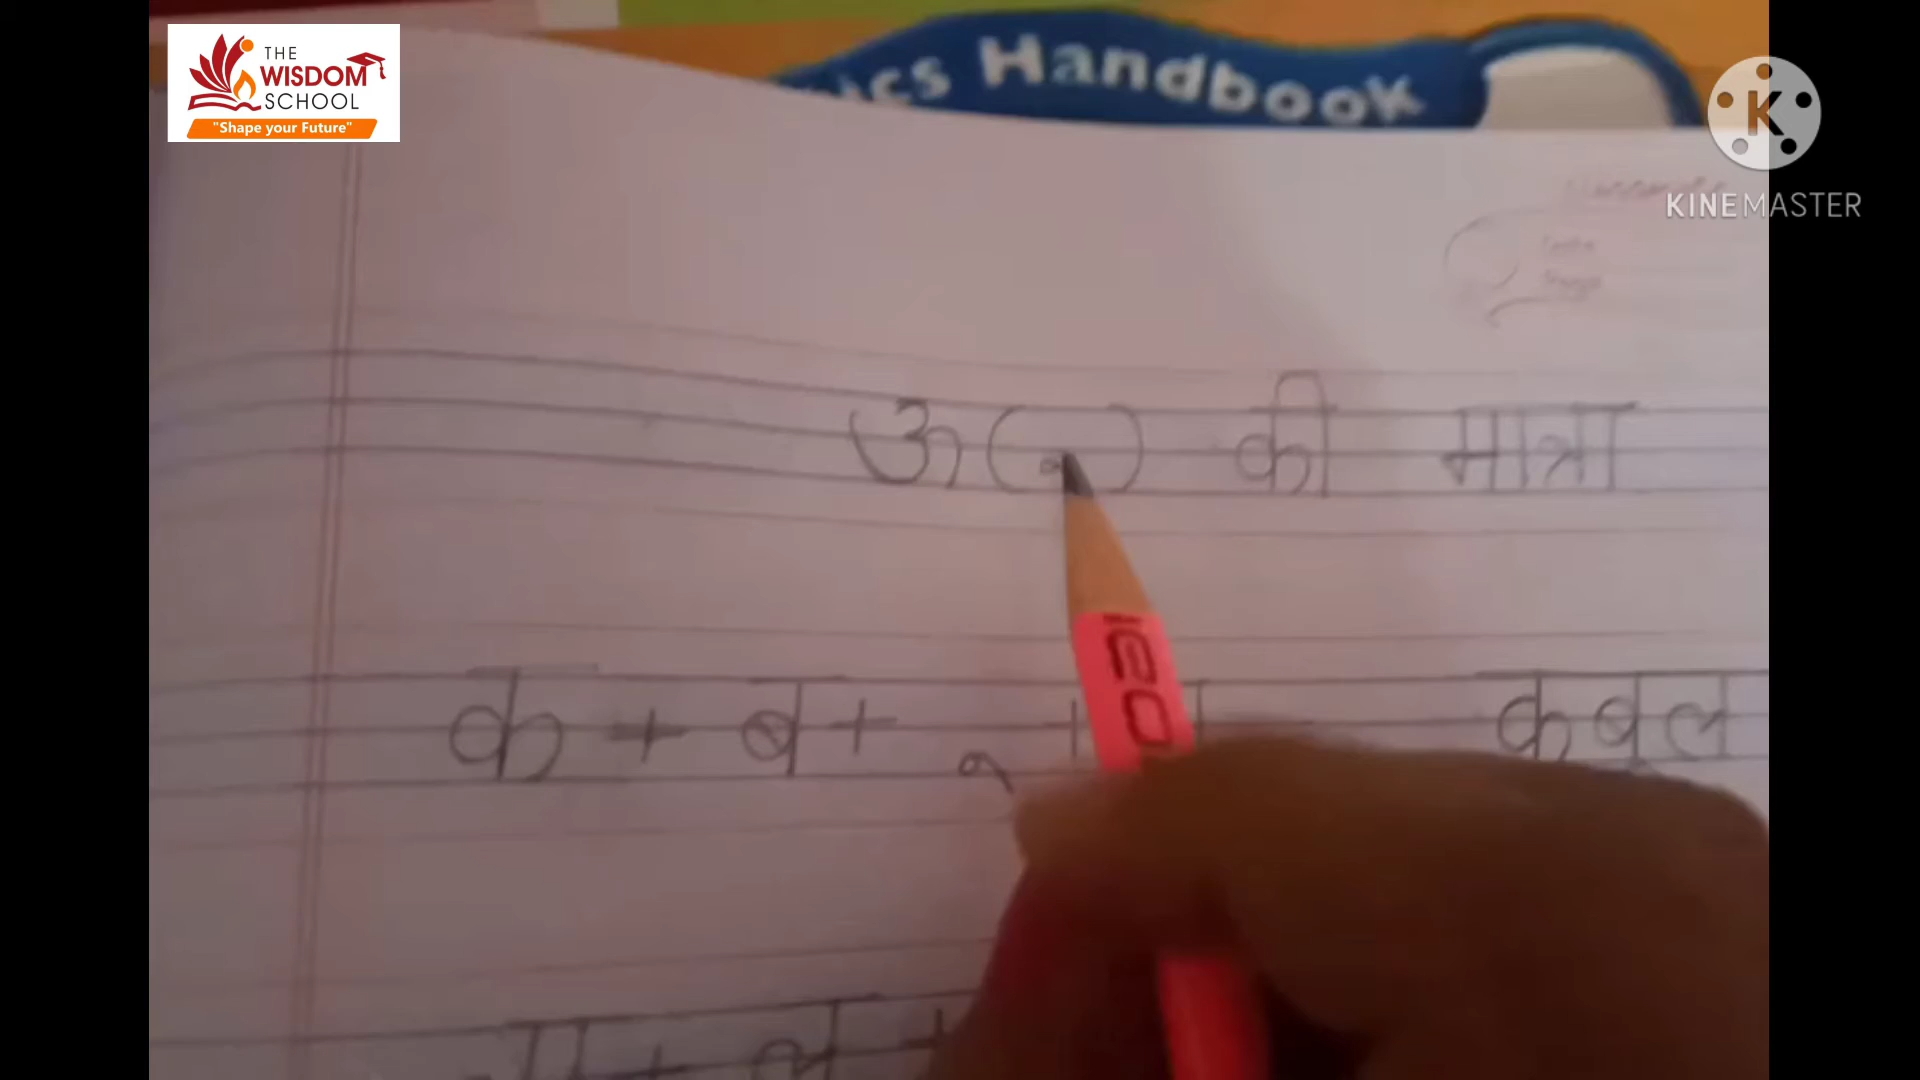 THE
WISDOM
SCHOOL
"Shape your Future"
Handbook
K
KINEMASTER
ऊ ( ू ) की मात्रा
क + ब + ू + कबूल